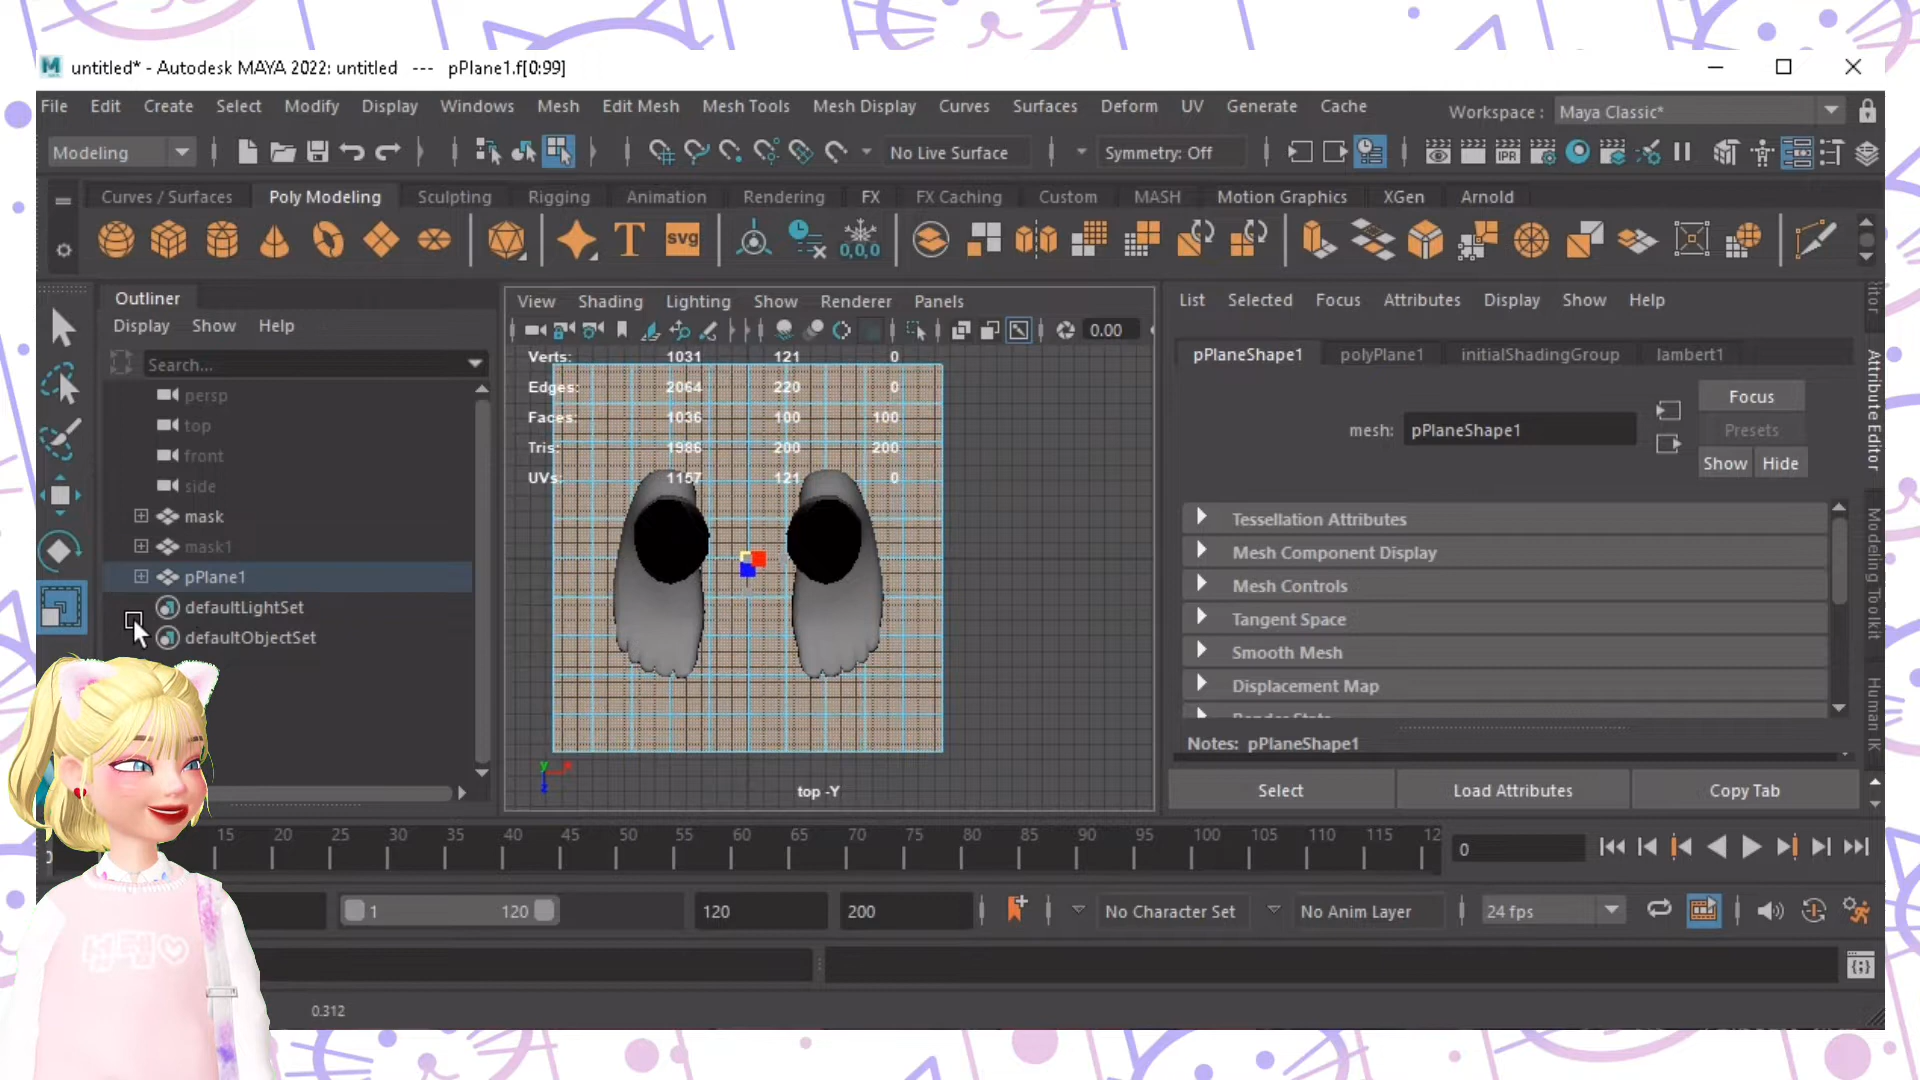 untitled* - Autodesk MAYA 2022: untitled --- pPlane1.f[0:99]
File Edit Create Select Modify Display Windows Mesh Edit Mesh Mesh Tools Mesh Display Curves Surfaces Deform UV Generate Cache
Workspace : Maya Classic*
Modeling
No Live Surface
Symmetry: Off
IPR
Curves / Surfaces Poly Modeling Sculpting Rigging Animation Rendering FX FX Caching Custom MASH Motion Graphics XGen Arnold
T
svg
0,0,0
Outliner
Display Show Help
Search...
persp
top
front
side
mask
mask1
pPlane1
defaultLightSet
defaultObjectSet
View Shading Lighting Show Renderer Panels
0.00
Verts: 1031 121 0
Edges: 2064 220 0
Faces: 1036 100 100
Tris: 1986 200 200
UVs: 1157 121 0
y
top -Y
List Selected Focus Attributes Display Show Help
pPlaneShape1 polyPlane1 initialShadingGroup lambert1
mesh: pPlaneShape1
Focus
Presets
Show Hide
Tessellation Attributes
Mesh Component Display
Mesh Controls
Tangent Space
Smooth Mesh
Displacement Map
Render Stats
Notes: pPlaneShape1
Select Load Attributes Copy Tab
Attribute Editor
Modeling Toolkit
Human IK
15 20 25 30 35 40 45 50 55 60 65 70 75 80 85 90 95 100 105 110 115 12
0
1 120
120
200
No Character Set
No Anim Layer
24 fps
0.312